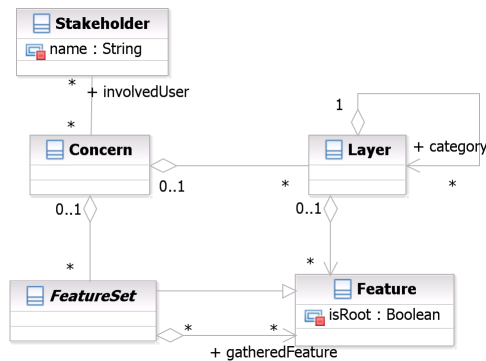 Stakeholder
name : String
*
+ involvedUser
*
Concern
0..1
*
1
Layer
+ category
*
0..1
*
0..1
*
FeatureSet
*
*
+ gatheredFeature
Feature
isRoot : Boolean